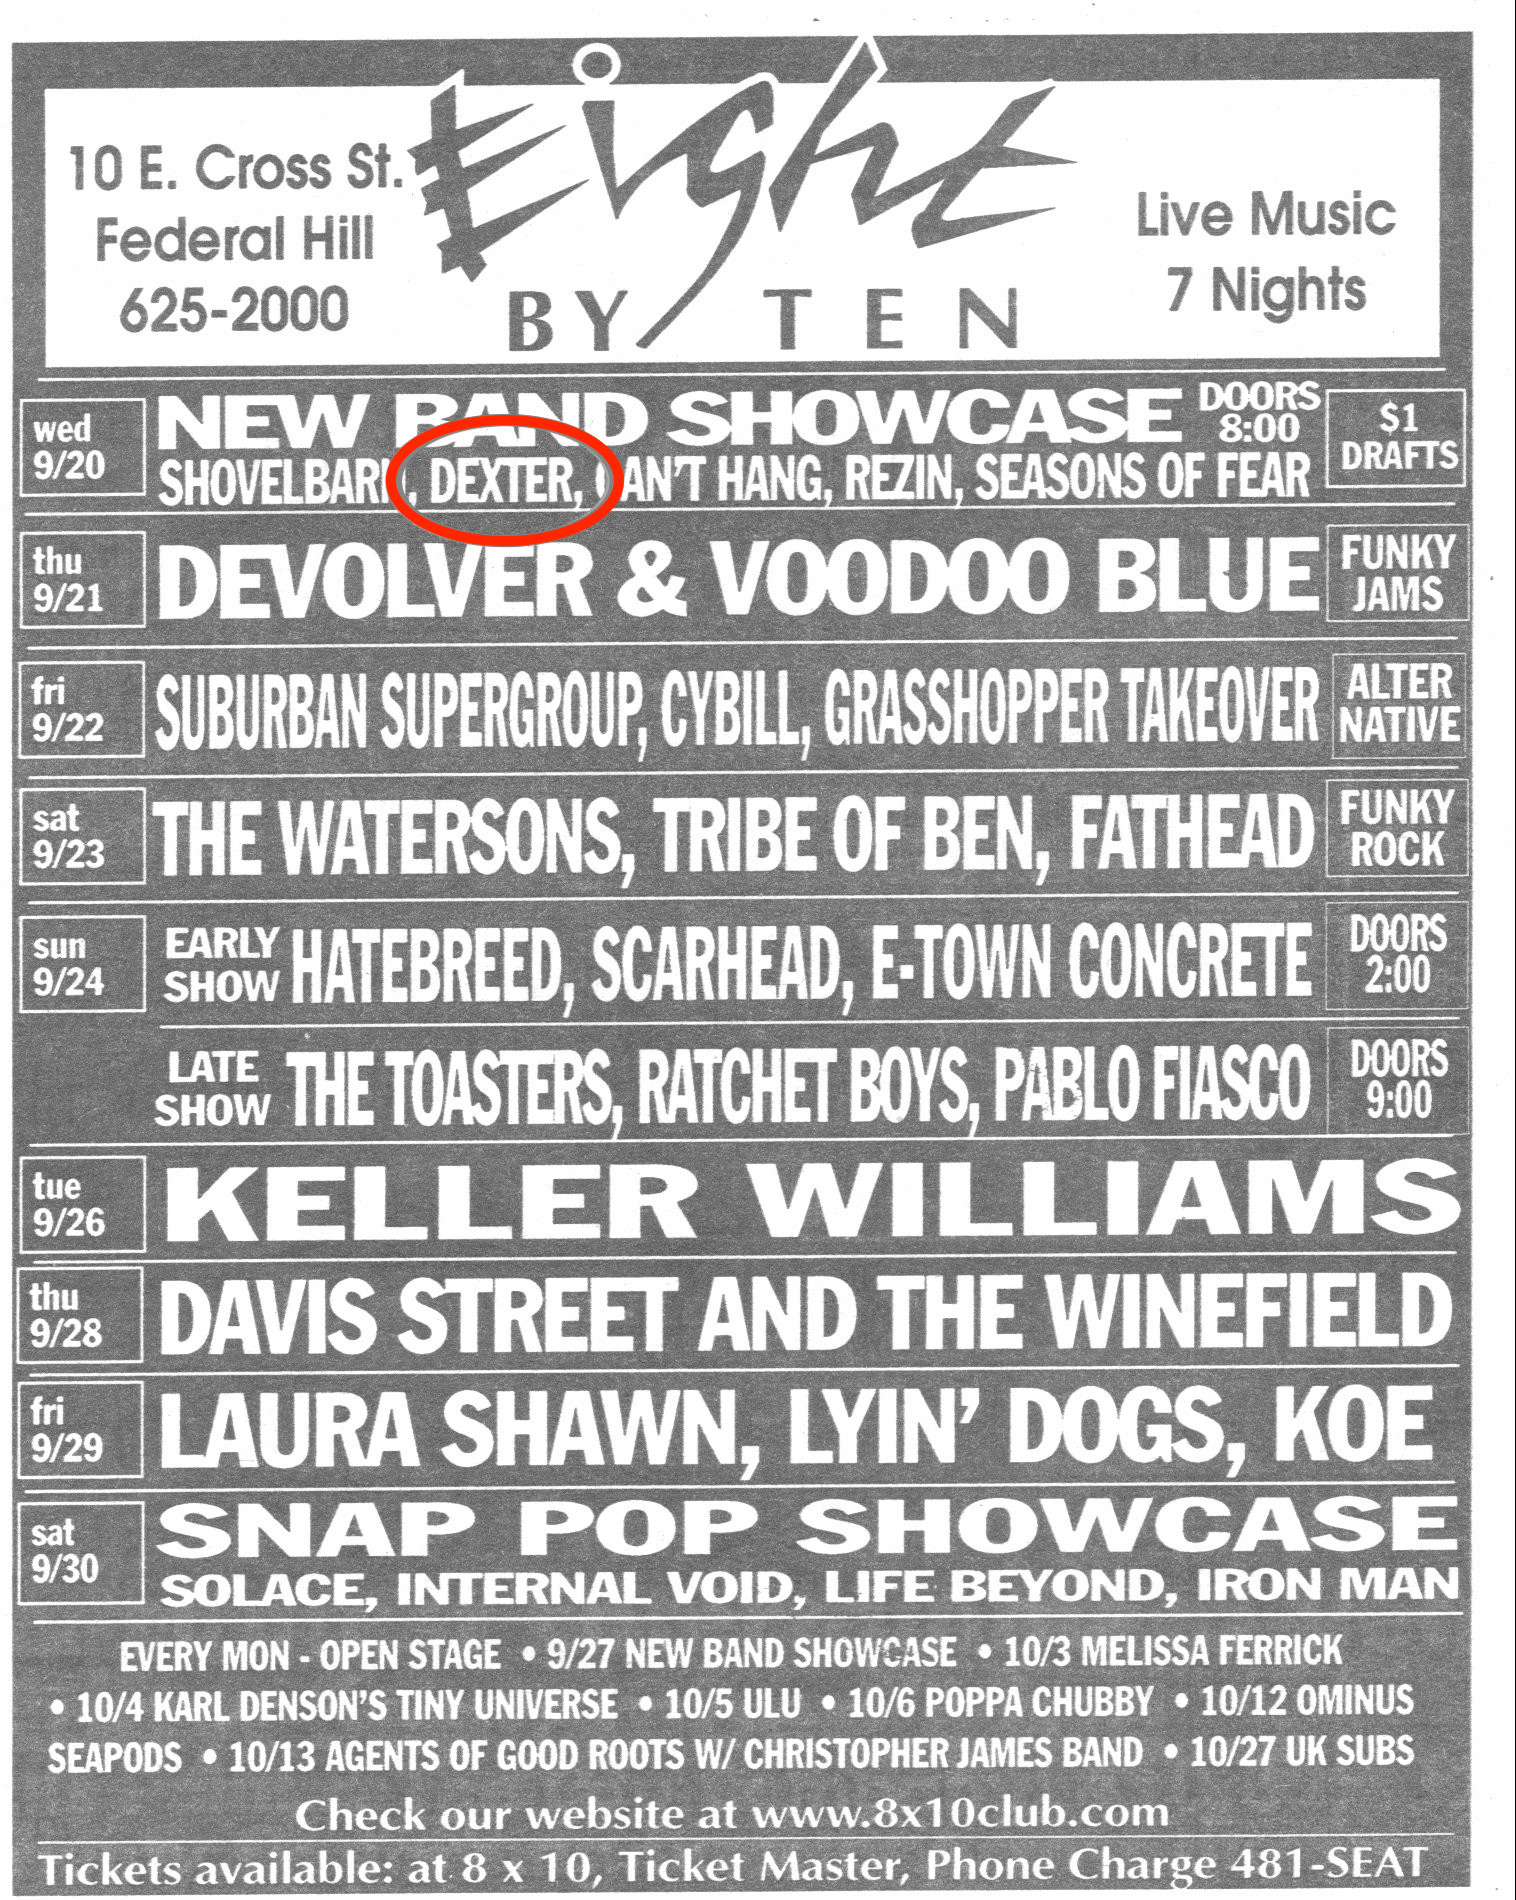 Eight
BY TEN
10 E. Cross St.
Federal Hill
625-2000
Live Music
7 Nights
wed
9/20
NEW BAND SHOWCASE
DOORS
8:00
SHOVELBARN, DEXTER, CAN'T HANG, REZIN, SEASONS OF FEAR
$1
DRAFTS
thu
9/21
DEVOLVER & VOODOO BLUE
FUNKY
JAMS
fri
9/22
SUBURBAN SUPERGROUP, CYBILL, GRASSHOPPER TAKEOVER
ALTER
NATIVE
sat
9/23
THE WATERSONS, TRIBE OF BEN, FATHEAD
FUNKY
ROCK
sun
9/24
EARLY
SHOW
HATEBREED, SCARHEAD, E-TOWN CONCRETE
DOORS
2:00
LATE
SHOW
THE TOASTERS, RATCHET BOYS, PABLO FIASCO
DOORS
9:00
tue
9/26
KELLER WILLIAMS
thu
9/28
DAVIS STREET AND THE WINEFIELD
fri
9/29
LAURA SHAWN, LYIN' DOGS, KOE
sat
9/30
SNAP POP SHOWCASE
SOLACE, INTERNAL VOID, LIFE BEYOND, IRON MAN
EVERY MON - OPEN STAGE • 9/27 NEW BAND SHOWCASE • 10/3 MELISSA FERRICK
• 10/4 KARL DENSON'S TINY UNIVERSE • 10/5 ULU • 10/6 POPPA CHUBBY • 10/12 OMINUS
SEAPODS • 10/13 AGENTS OF GOOD ROOTS W/ CHRISTOPHER JAMES BAND • 10/27 UK SUBS
Check our website at www.8x10club.com
Tickets available: at 8 x 10, Ticket Master, Phone Charge 481-SEAT